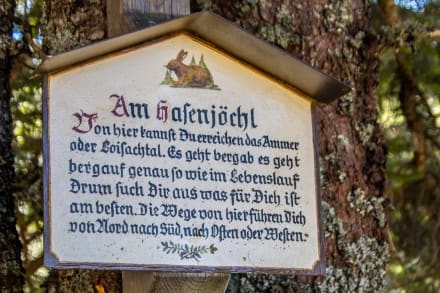 Am Hasenjöchl
Von hier kannst Du erreichen das Ammer
oder Loisachtal. Es geht bergab es geht
bergauf genau so wie im Lebenslauf
Drum such Dir aus was für Dich ist
am besten. Die Wege von hier führen Dich
von Nord nach Süd, nach Osten oder Westen.